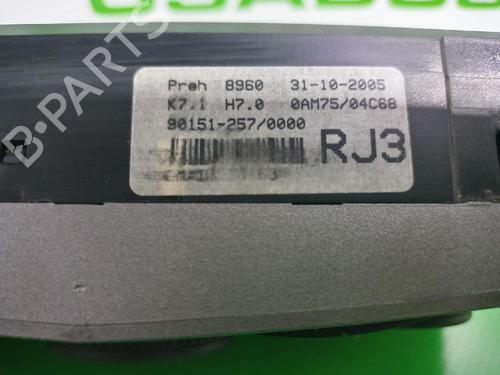 Preh 8960 31-10-2005
K7.1 H7.0 0AM75/04C68
90151-257/0000
RJ3
B-Parts